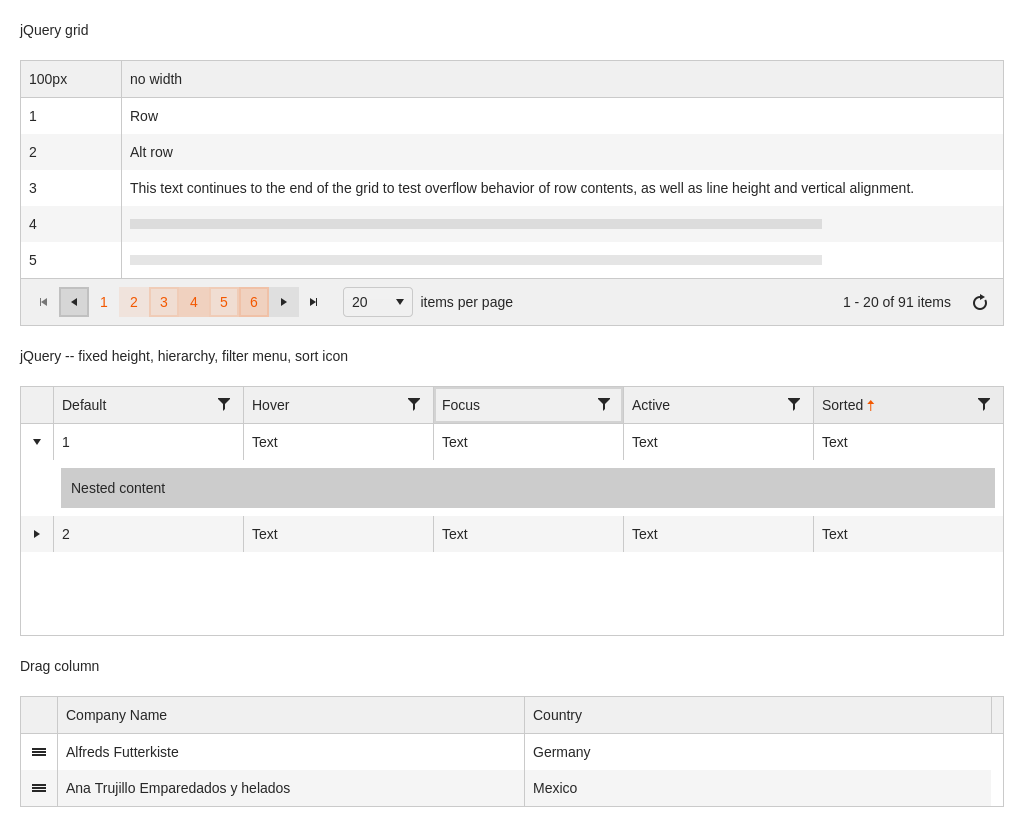 jQuery grid
100px no width
1 Row
2 Alt row
3 This text continues to the end of the grid to test overflow behavior of row contents, as well as line height and vertical alignment.
4
5
1 2 3 4 5 6 20 items per page 1 - 20 of 91 items
jQuery -- fixed height, hierarchy, filter menu, sort icon
Default Hover Focus Active Sorted
1 Text Text Text Text
Nested content
2 Text Text Text Text
Drag column
Company Name Country
Alfreds Futterkiste Germany
Ana Trujillo Emparedados y helados Mexico